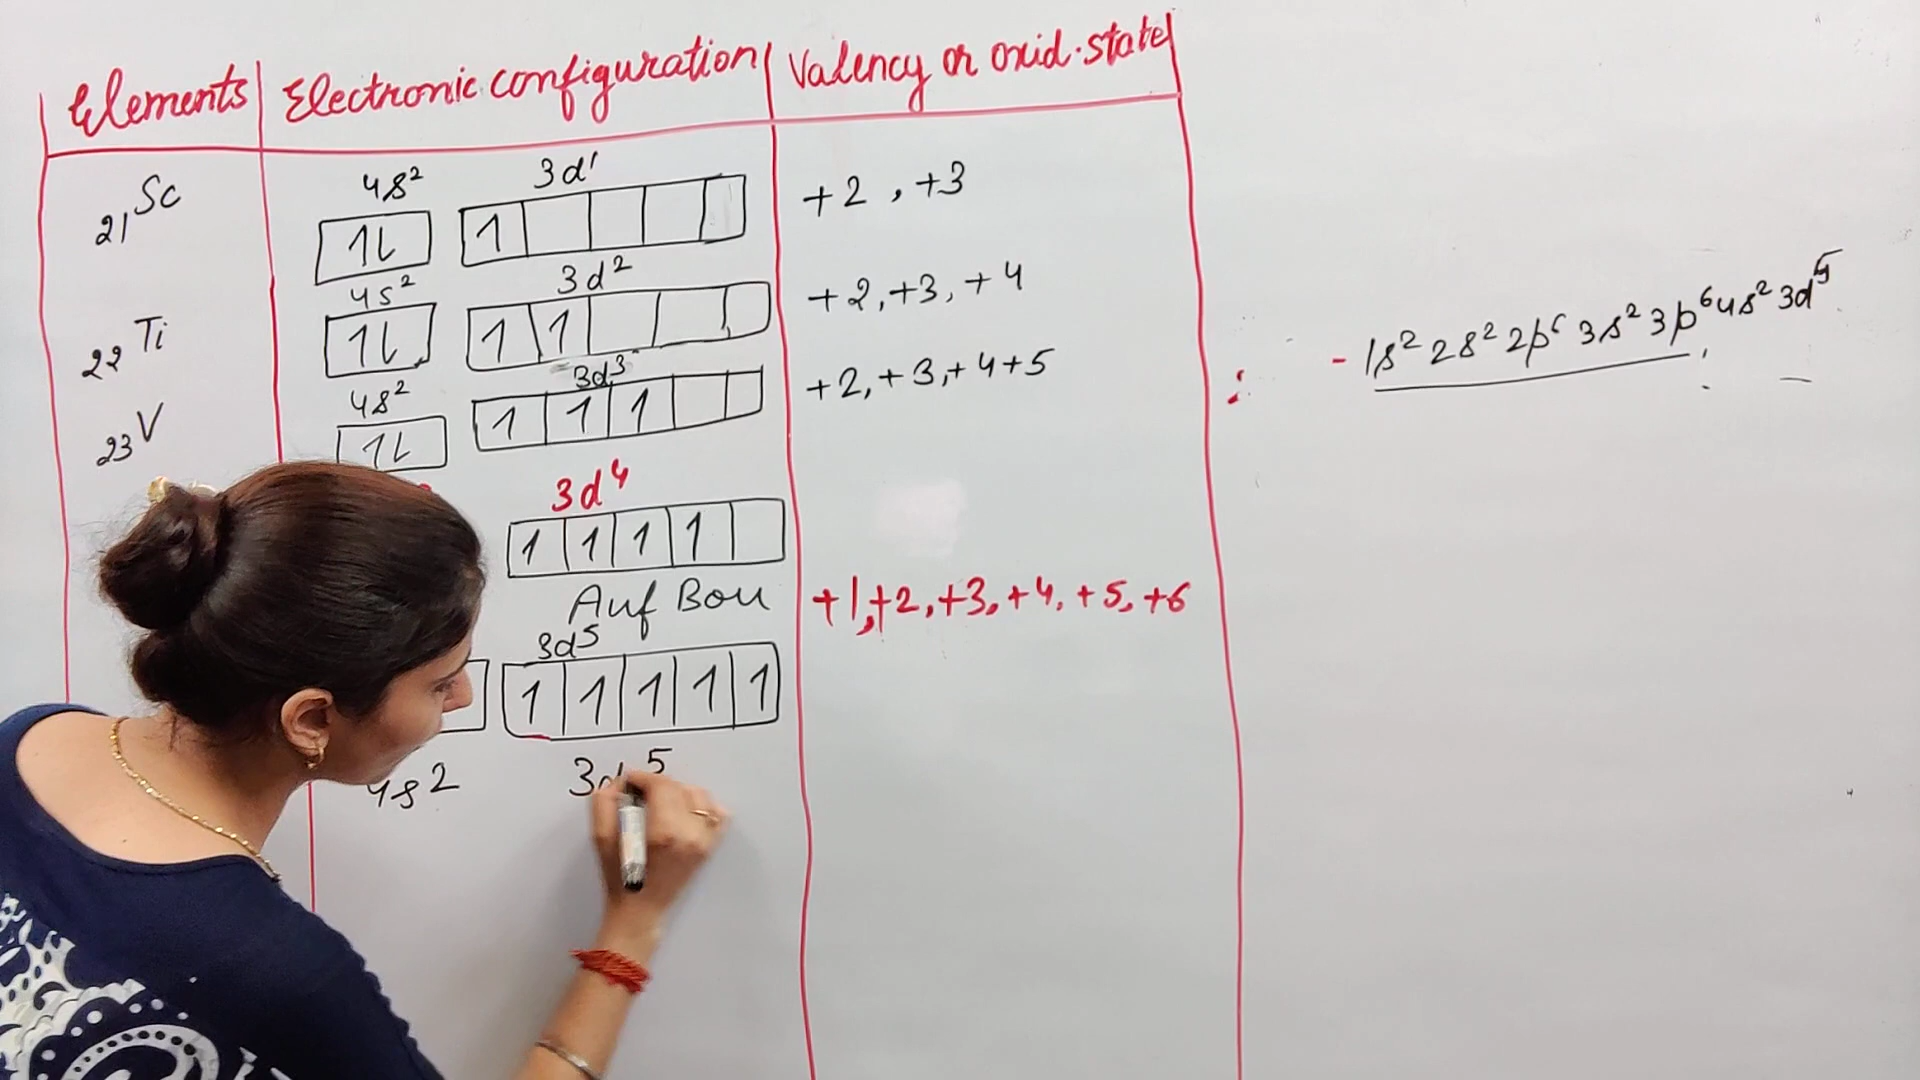 Elements Electronic configuration Valency or oxid. state
4s² 3d¹
21Sc 1L 1 +2, +3
4s² 3d²
22Ti 1L 1 1 +2, +3, +4
4s² 3d³
23V 1L 1 1 1 +2, +3, +4 +5
- 1s² 2s² 2p⁶ 3s² 3p⁶ 4s² 3d⁵
3d⁴
1 1 1 1
Auf Bou
+1, +2, +3, +4, +5, +6
3d⁵
1 1 1 1 1
4s² 3d⁵